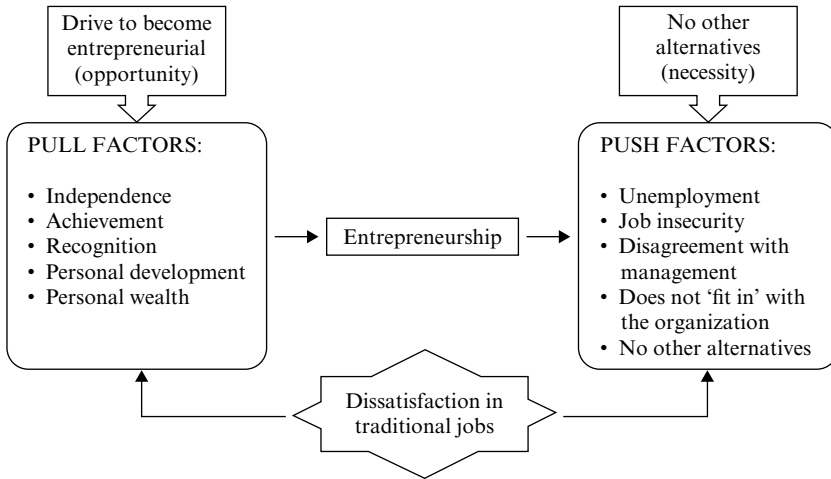 Drive to become
entrepreneurial
(opportunity)
No other
alternatives
(necessity)
PULL FACTORS:
• Independence
• Achievement
• Recognition
• Personal development
• Personal wealth
Entrepreneurship
PUSH FACTORS:
• Unemployment
• Job insecurity
• Disagreement with
management
• Does not ‘fit in’ with
the organization
• No other alternatives
Dissatisfaction in
traditional jobs